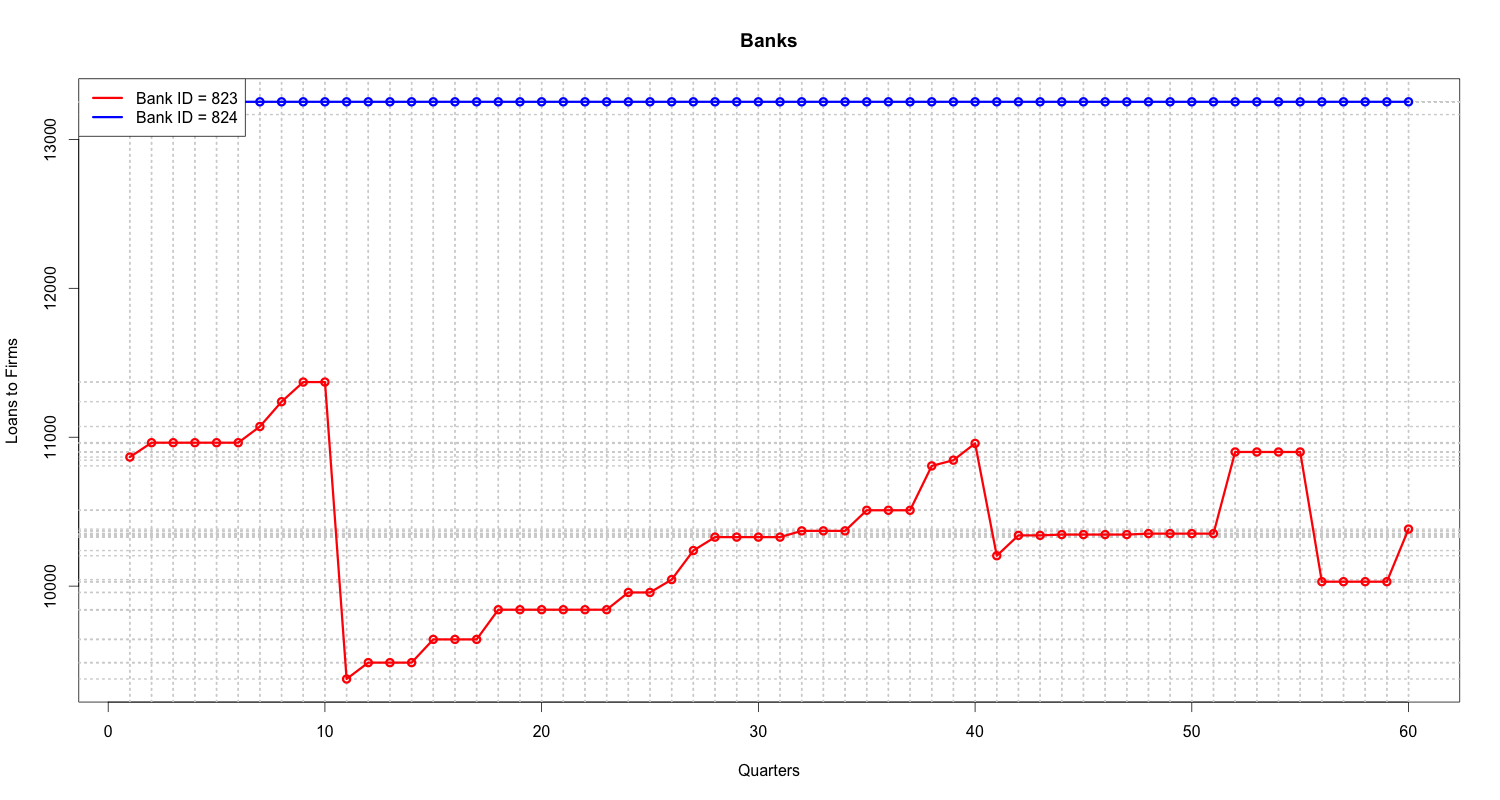 Banks
Bank ID = 823
Bank ID = 824
Loans to Firms
13000
12000
11000
10000
0 10 20 30 40 50 60
Quarters